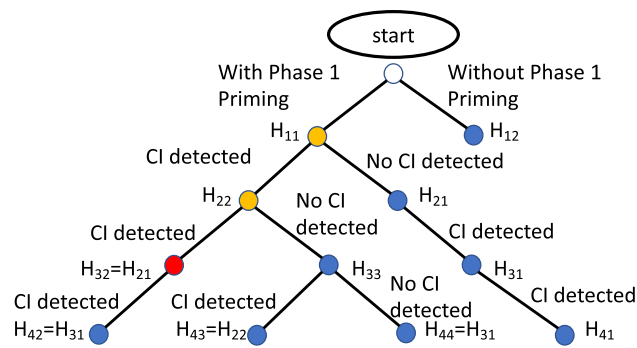 start
With Phase 1
Priming
Without Phase 1
Priming
H₁₁
H₁₂
CI detected
No CI detected
H₂₂
No CI
detected
H₂₁
CI detected
CI detected
H₃₂=H₂₁
H₃₃
H₃₁
No CI
detected
CI detected
CI detected
CI detected
H₄₂=H₃₁
H₄₃=H₂₂
H₄₄=H₃₁
H₄₁